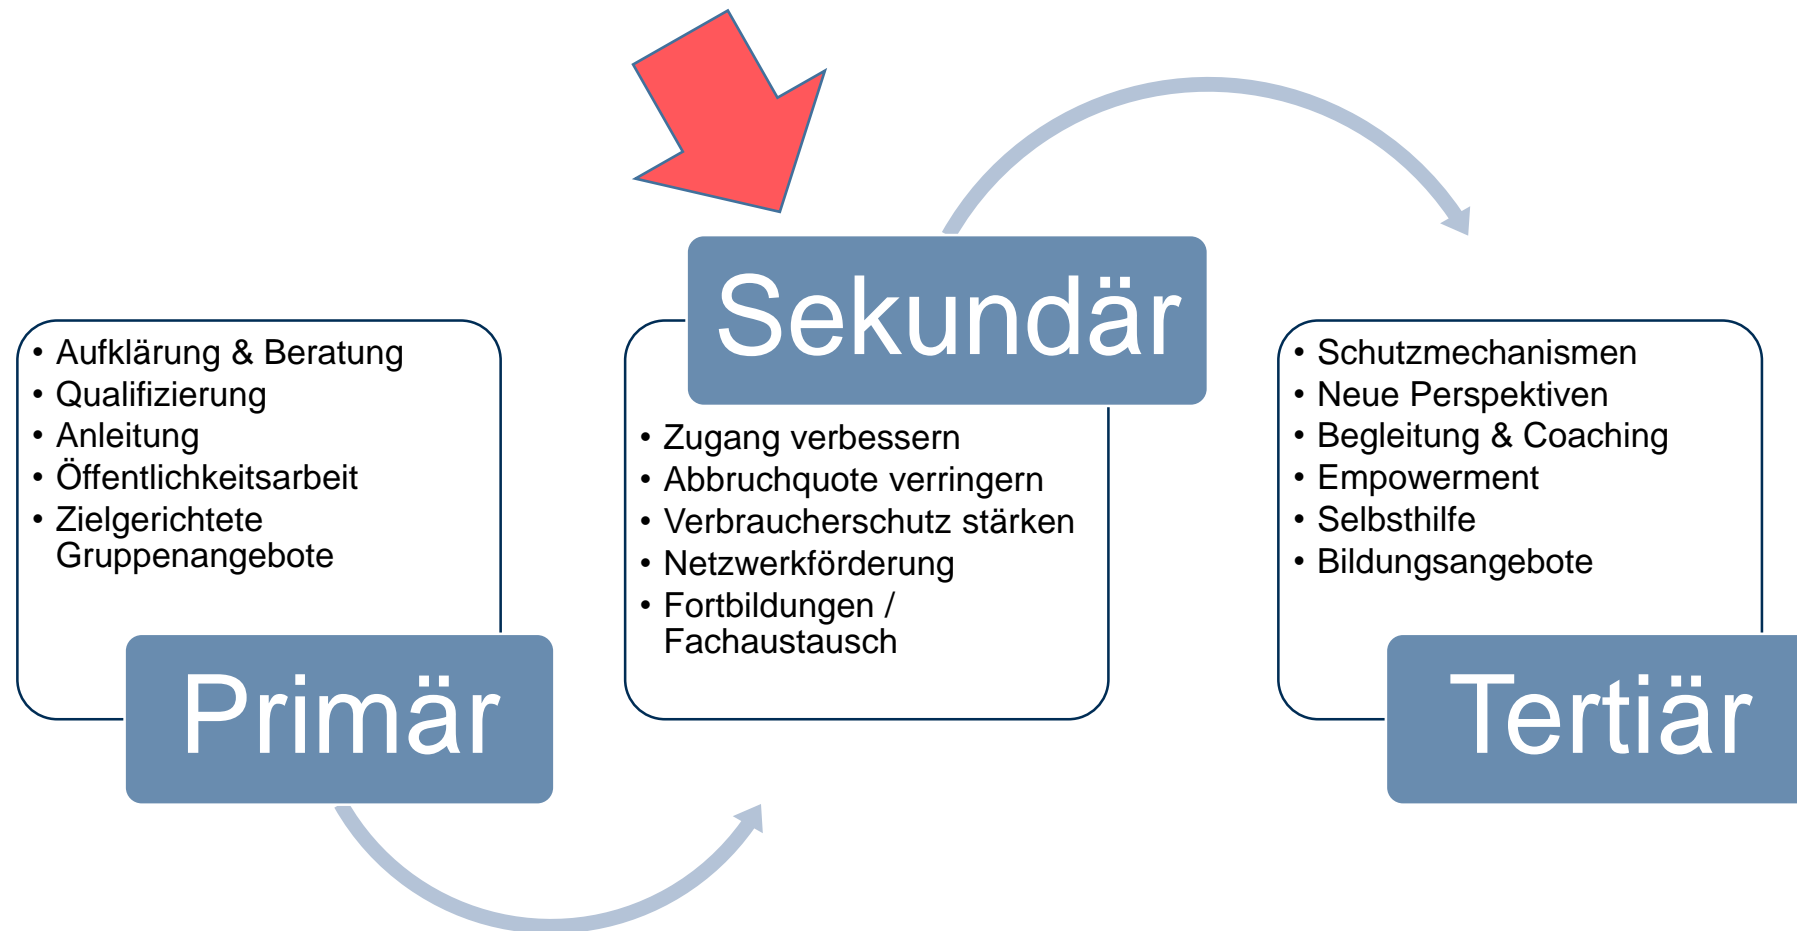 • Aufklärung & Beratung
• Qualifizierung
• Anleitung
• Öffentlichkeitsarbeit
• Zielgerichtete
Gruppenangebote
Primär
Sekundär
• Zugang verbessern
• Abbruchquote verringern
• Verbraucherschutz stärken
• Netzwerkförderung
• Fortbildungen /
Fachaustausch
• Schutzmechanismen
• Neue Perspektiven
• Begleitung & Coaching
• Empowerment
• Selbsthilfe
• Bildungsangebote
Tertiär